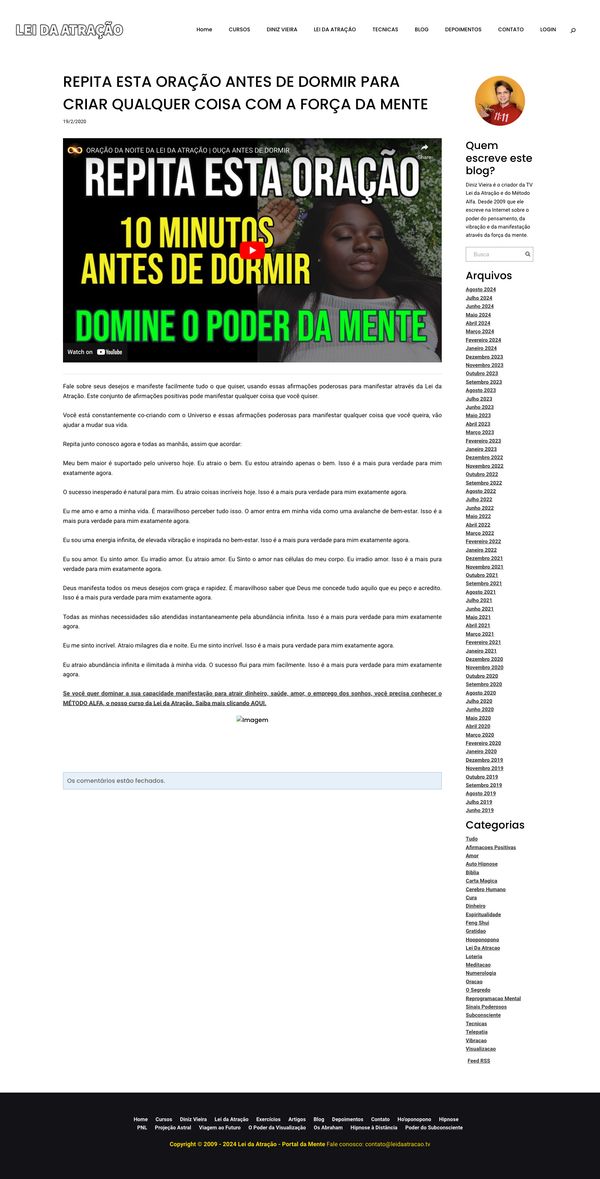 LEI DA ATRAÇÃO
Home CURSOS DINIZ VIEIRA LEI DA ATRAÇÃO TECNICAS BLOG DEPOIMENTOS CONTATO LOGIN
REPITA ESTA ORAÇÃO ANTES DE DORMIR PARA
CRIAR QUALQUER COISA COM A FORÇA DA MENTE
19/2/2020
ORAÇÃO DA NOITE DA LEI DA ATRAÇÃO | OUÇA ANTES DE DORMIR
Share
REPITA ESTA ORAÇÃO
10 MINUTOS
ANTES DE DORMIR
DOMINE O PODER DA MENTE
Watch on YouTube
Fale sobre seus desejos e manifeste facilmente tudo o que quiser, usando essas afirmações poderosas para manifestar através da Lei da
Atração. Este conjunto de afirmações positivas pode manifestar qualquer coisa que você quiser.
Você está constantemente co-criando com o Universo e essas afirmações poderosas para manifestar qualquer coisa que você queira, vão
ajudar a mudar sua vida.
Repita junto conosco agora e todas as manhãs, assim que acordar:
Meu bem maior é suportado pelo universo hoje. Eu atraio o bem. Eu estou atraindo apenas o bem. Isso é a mais pura verdade para mim
exatamente agora.
O sucesso inesperado é natural para mim. Eu atraio coisas incríveis hoje. Isso é a mais pura verdade para mim exatamente agora.
Eu me amo e amo a minha vida. É maravilhoso perceber tudo isso. O amor entra em minha vida como uma avalanche de bem-estar. Isso é a
mais pura verdade para mim exatamente agora.
Eu sou uma energia infinita, de elevada vibração e inspirada no bem-estar. Isso é a mais pura verdade para mim exatamente agora.
Eu sou amor. Eu sinto amor. Eu irradio amor. Eu atraio amor. Eu Sinto o amor nas células do meu corpo. Eu irradio amor. Isso é a mais pura
verdade para mim exatamente agora.
Deus manifesta todos os meus desejos com graça e rapidez. É maravilhoso saber que Deus me concede tudo aquilo que eu peço e acredito.
Isso é a mais pura verdade para mim exatamente agora.
Todas as minhas necessidades são atendidas instantaneamente pela abundância infinita. Isso é a mais pura verdade para mim exatamente
agora.
Eu me sinto incrível. Atraio milagres dia e noite. Eu me sinto incrível. Isso é a mais pura verdade para mim exatamente agora.
Eu atraio abundância infinita e ilimitada à minha vida. O sucesso flui para mim facilmente. Isso é a mais pura verdade para mim exatamente
agora.
Se você quer dominar a sua capacidade manifestação para atrair dinheiro, saúde, amor, o emprego dos sonhos, você precisa conhecer o
MÉTODO ALFA, o nosso curso da Lei da Atração. Saiba mais clicando AQUI.
Imagem
Os comentários estão fechados.
11:11
Quem
escreve este
blog?
Diniz Vieira é o criador da TV
Lei da Atração e do Método
Alfa. Desde 2009 que ele
escreve na Internet sobre o
poder do pensamento, da
vibração e da manifestação
através da força da mente.
Busca
Arquivos
Agosto 2024
Julho 2024
Junho 2024
Maio 2024
Abril 2024
Março 2024
Fevereiro 2024
Janeiro 2024
Dezembro 2023
Novembro 2023
Outubro 2023
Setembro 2023
Agosto 2023
Julho 2023
Junho 2023
Maio 2023
Abril 2023
Março 2023
Fevereiro 2023
Janeiro 2023
Dezembro 2022
Novembro 2022
Outubro 2022
Setembro 2022
Agosto 2022
Julho 2022
Junho 2022
Maio 2022
Abril 2022
Março 2022
Fevereiro 2022
Janeiro 2022
Dezembro 2021
Novembro 2021
Outubro 2021
Setembro 2021
Agosto 2021
Julho 2021
Junho 2021
Maio 2021
Abril 2021
Março 2021
Fevereiro 2021
Janeiro 2021
Dezembro 2020
Novembro 2020
Outubro 2020
Setembro 2020
Agosto 2020
Julho 2020
Junho 2020
Maio 2020
Abril 2020
Março 2020
Fevereiro 2020
Janeiro 2020
Dezembro 2019
Novembro 2019
Outubro 2019
Setembro 2019
Agosto 2019
Julho 2019
Junho 2019
Categorias
Tudo
Afirmacoes Positivas
Amor
Auto Hipnose
Bíblia
Carta Magica
Cerebro Humano
Cura
Dinheiro
Espiritualidade
Feng Shui
Gratidao
Hooponopono
Lei Da Atracao
Loteria
Meditacao
Numerologia
Oracao
O Segredo
Reprogramacao Mental
Sinais Poderosos
Subconsciente
Tecnicas
Telepatia
Vibracao
Visualizacao
Feed RSS
Home Cursos Diniz Vieira Lei da Atração Exercícios Artigos Blog Depoimentos Contato Ho'oponopono Hipnose
PNL Projeção Astral Viagem ao Futuro O Poder da Visualização Os Abraham Hipnose à Distância Poder do Subconsciente
Copyright © 2009 - 2024 Lei da Atração - Portal da Mente Fale conosco: contato@leidaatracao.tv